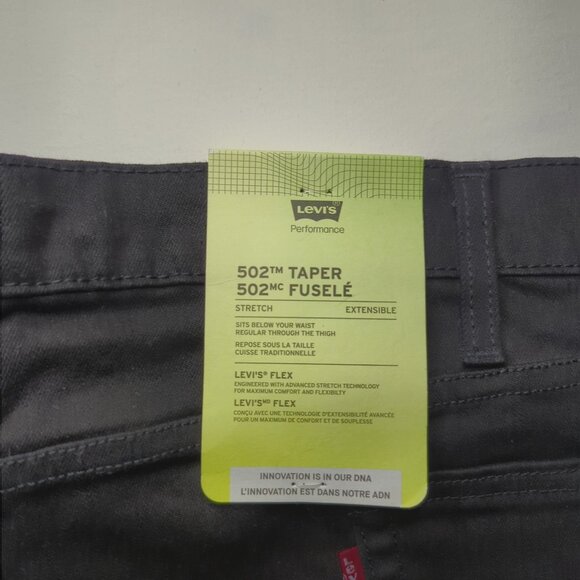 LEVI'S
Performance
502™ TAPER
502ᴹᶜ FUSELÉ
STRETCH EXTENSIBLE
SITS BELOW YOUR WAIST
REGULAR THROUGH THE THIGH
REPOSE SOUS LA TAILLE
CUISSE TRADITIONNELLE
LEVI'S® FLEX
ENGINEERED WITH ADVANCED STRETCH TECHNOLOGY
FOR MAXIMUM COMFORT AND FLEXIBILTY
LEVI'Sᴹᴰ FLEX
CONÇU AVEC UNE TECHNOLOGIE D'EXTENSIBILITÉ AVANCÉE
POUR UN MAXIMUM DE CONFORT ET DE SOUPLESSE
INNOVATION IS IN OUR DNA
L'INNOVATION EST DANS NOTRE ADN